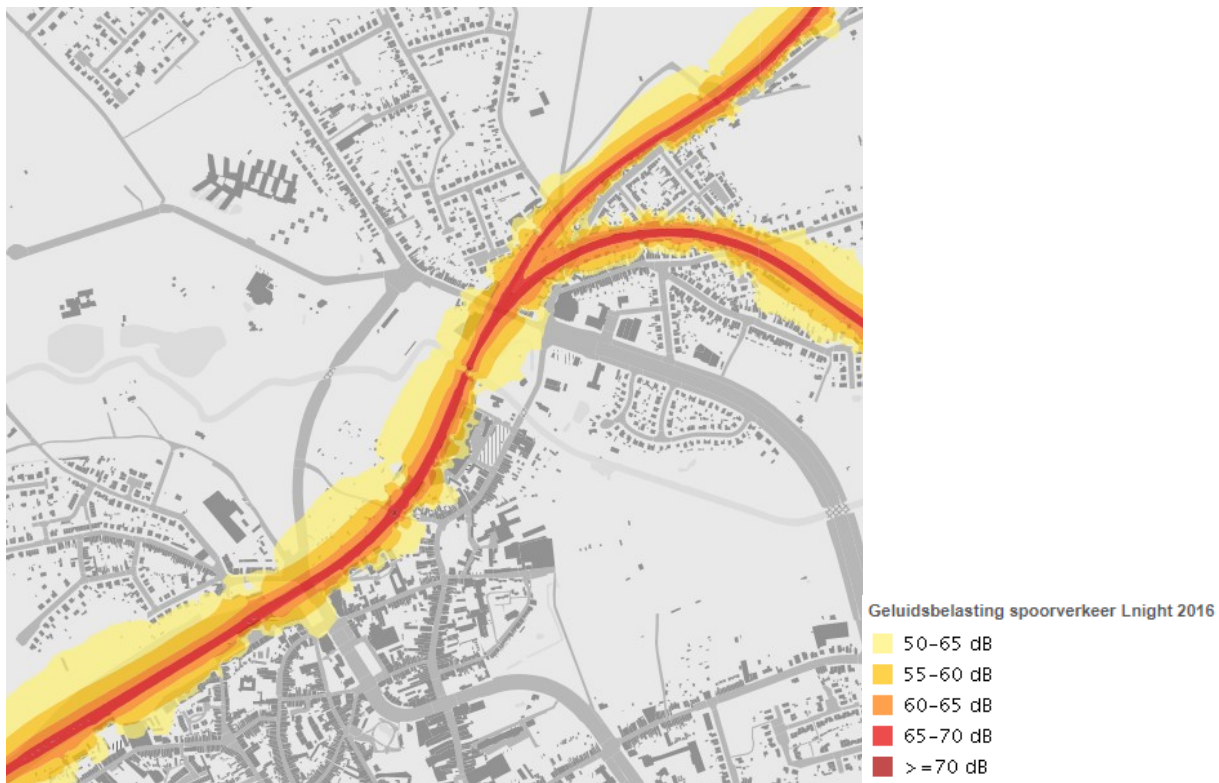 Geluidsbelasting spoorverkeer Lnight 2016
50-65 dB
55-60 dB
60-65 dB
65-70 dB
>=70 dB